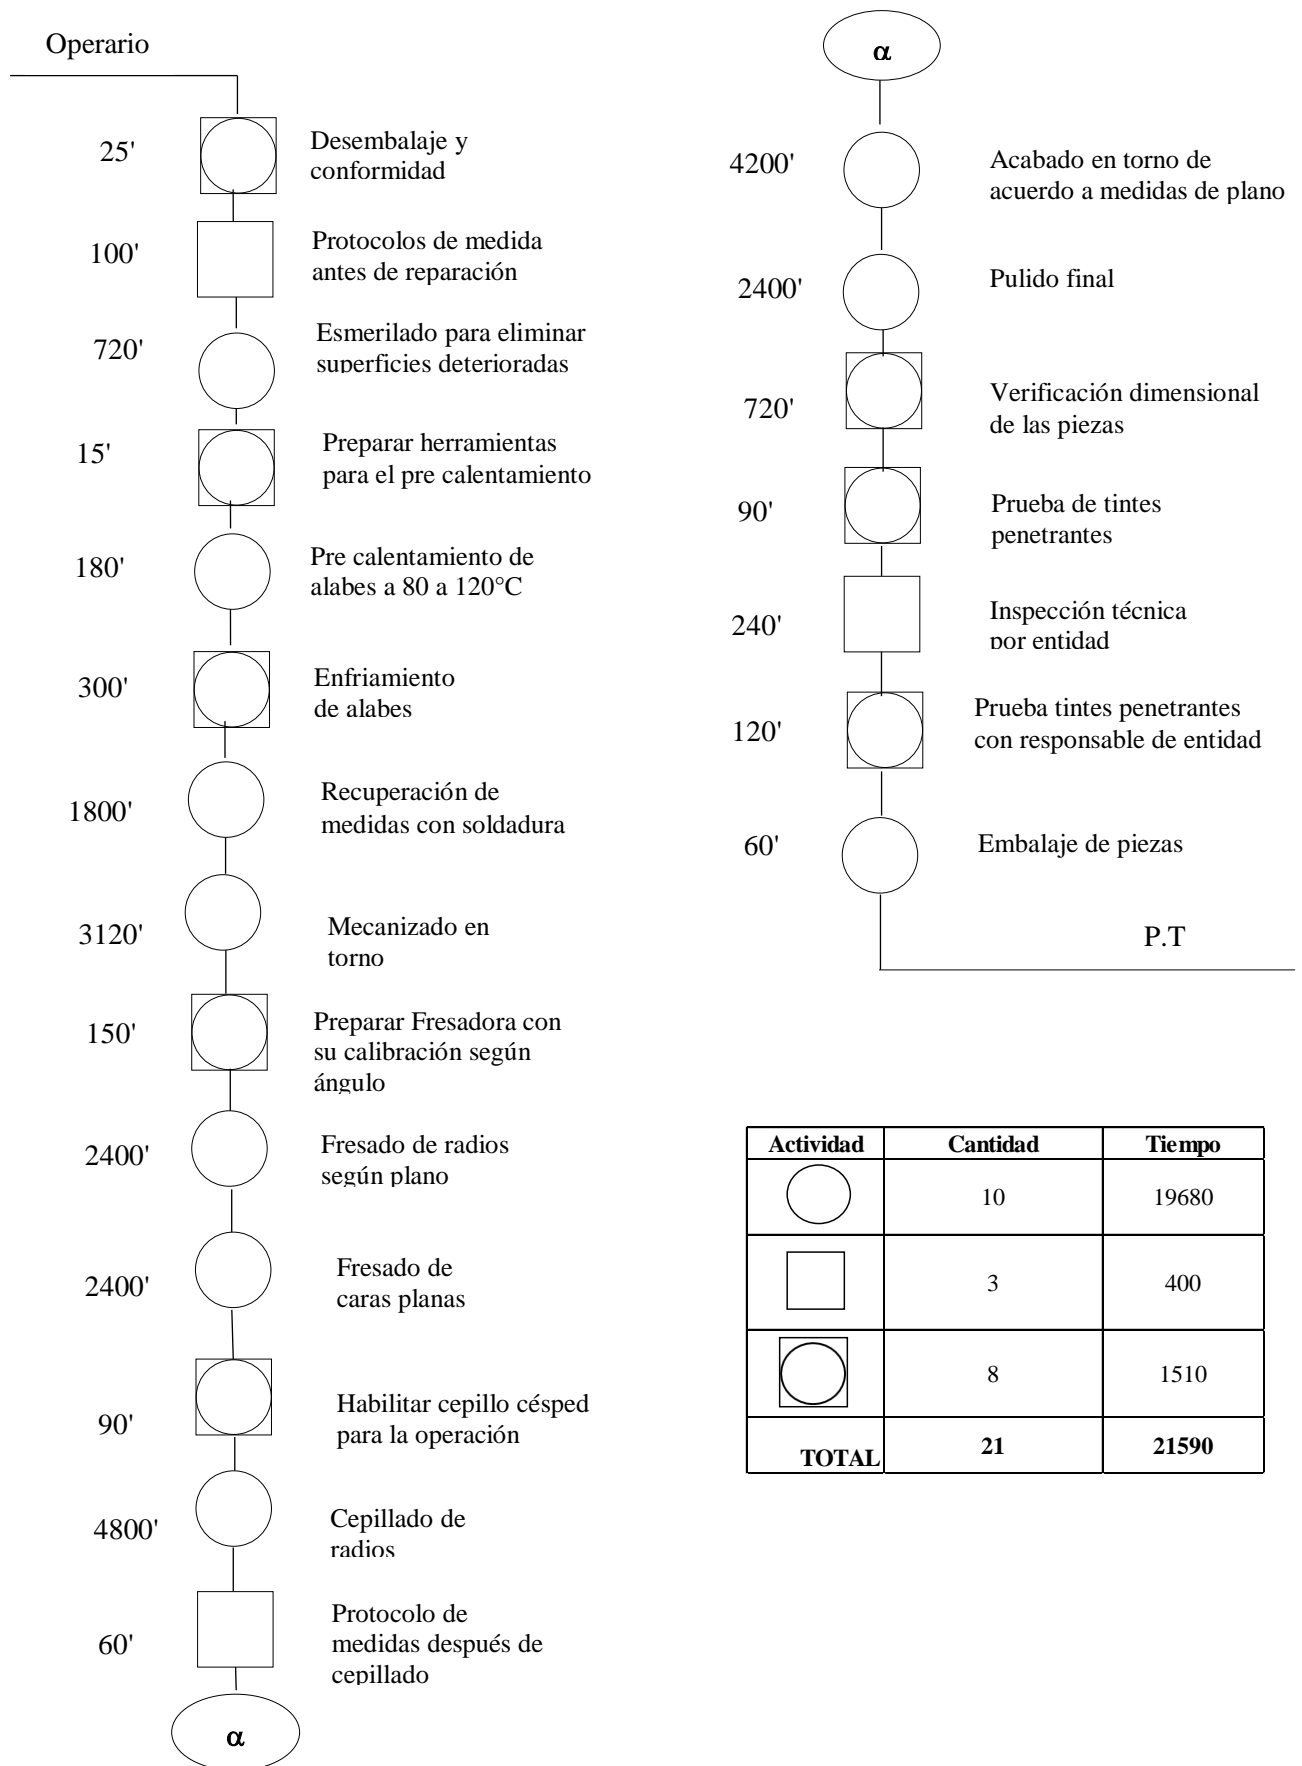 Operario
25'
Desembalaje y
conformidad
100'
Protocolos de medida
antes de reparación
720'
Esmerilado para eliminar
superficies deterioradas
15'
Preparar herramientas
para el pre calentamiento
180'
Pre calentamiento de
alabes a 80 a 120°C
300'
Enfriamiento
de alabes
1800'
Recuperación de
medidas con soldadura
3120'
Mecanizado en
torno
150'
Preparar Fresadora con
su calibración según
ángulo
2400'
Fresado de radios
según plano
2400'
Fresado de
caras planas
90'
Habilitar cepillo césped
para la operación
4800'
Cepillado de
radios
60'
Protocolo de
medidas después de
cepillado
α
α
4200'
Acabado en torno de
acuerdo a medidas de plano
2400'
Pulido final
720'
Verificación dimensional
de las piezas
90'
Prueba de tintes
penetrantes
240'
Inspección técnica
por entidad
120'
Prueba tintes penetrantes
con responsable de entidad
60'
Embalaje de piezas
P.T
Actividad Cantidad Tiempo
10 19680
3 400
8 1510
TOTAL 21 21590